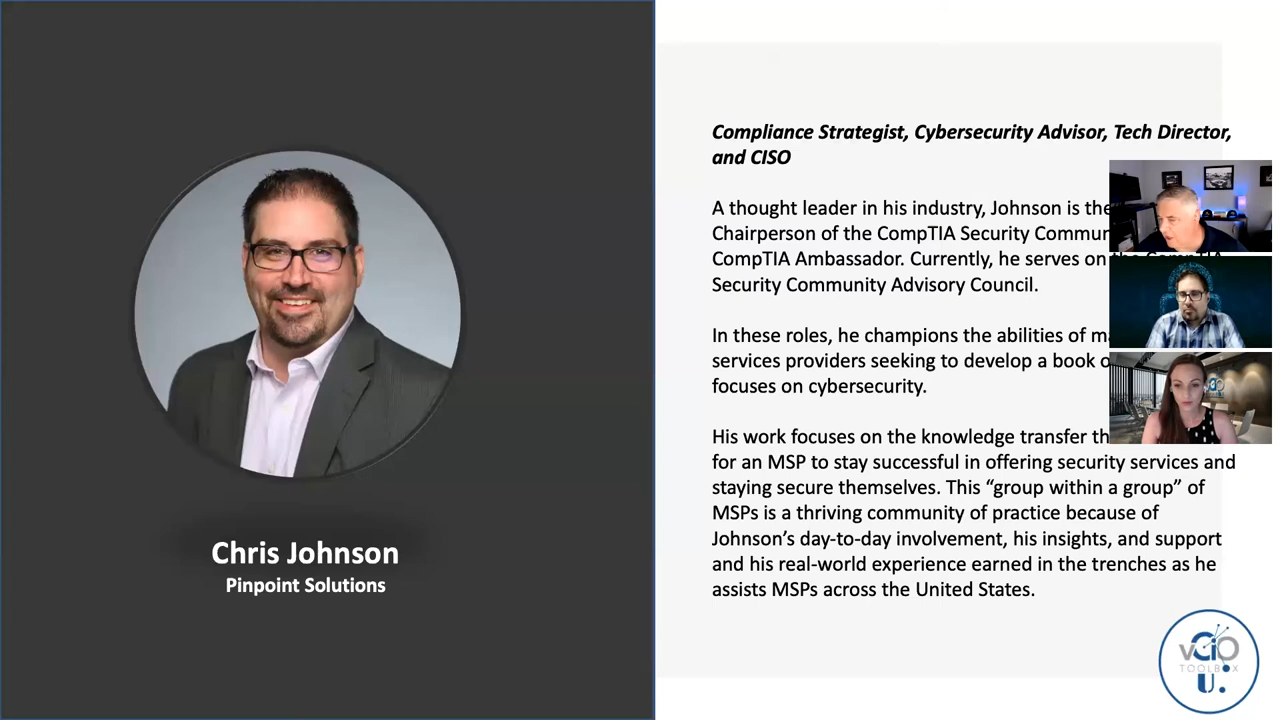 Compliance Strategist, Cybersecurity Advisor, Tech Director,
and CISO
A thought leader in his industry, Johnson is the
Chairperson of the CompTIA Security
CompTIA Ambassador. Currently, he serves on the CompTIA
Security Community Advisory Council.
In these roles, he champions the abilities of
services providers seeking to develop a book
focuses on cybersecurity.
His work focuses on the knowledge transfer
for an MSP to stay successful in offering security services and
staying secure themselves. This “group within a group” of
MSPs is a thriving community of practice because of
Johnson’s day-to-day involvement, his insights, and support
and his real-world experience earned in the trenches as he
assists MSPs across the United States.
Chris Johnson
Pinpoint Solutions
vCIO
TOOLBOX
U.